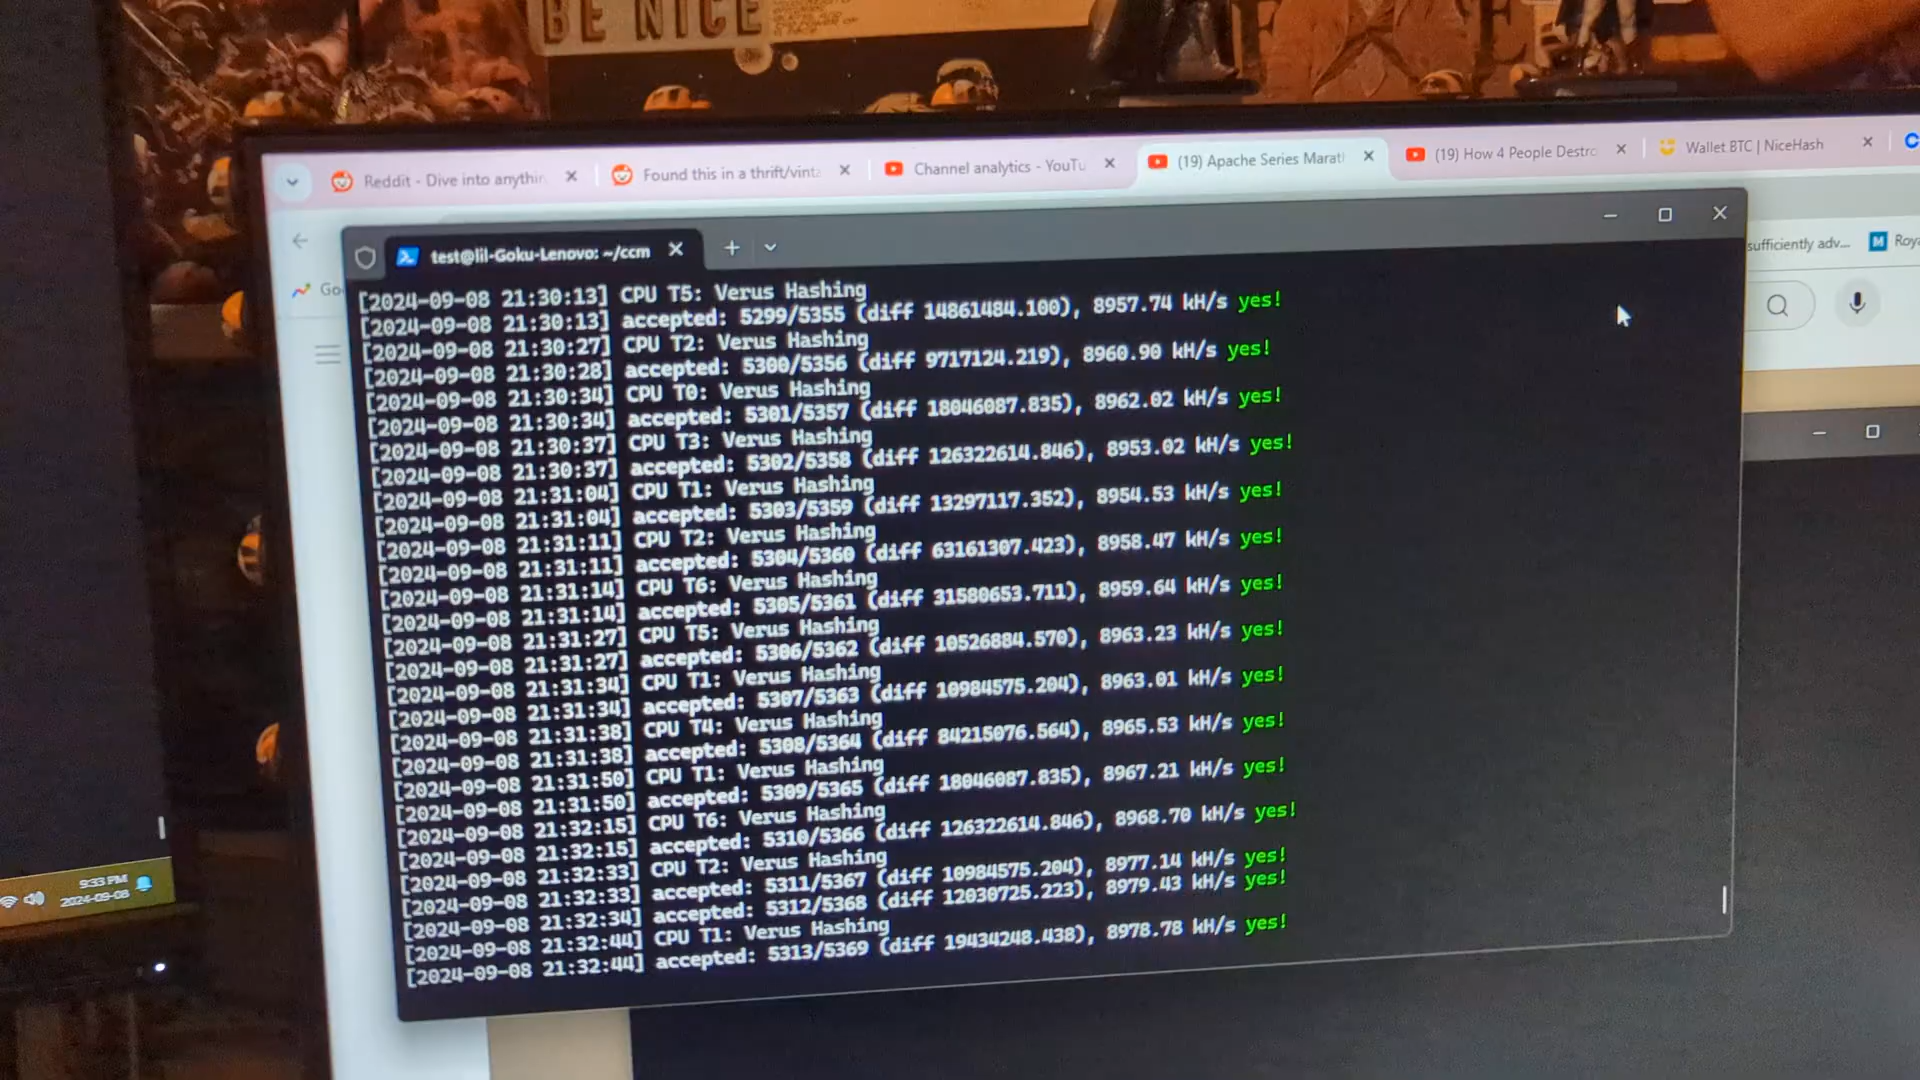 BE NICE
Reddit - Dive into anythin
Found this in a thrift/vint
Channel analytics - YouTu
(19) Apache Series Marat
(19) How 4 People Destro
Wallet BTC | NiceHash
sufficiently adv...
M Roya
Go
test@lil-Goku-Lenovo: ~/ccm
[2024-09-08 21:30:13] CPU T5: Verus Hashing
[2024-09-08 21:30:13] accepted: 5299/5355 (diff 14861484.100), 8957.74 kH/s yes!
[2024-09-08 21:30:27] CPU T2: Verus Hashing
[2024-09-08 21:30:28] accepted: 5300/5356 (diff 9717124.219), 8960.90 kH/s yes!
[2024-09-08 21:30:34] CPU T0: Verus Hashing
[2024-09-08 21:30:34] accepted: 5301/5357 (diff 18046087.835), 8962.02 kH/s yes!
[2024-09-08 21:30:37] CPU T3: Verus Hashing
[2024-09-08 21:30:37] accepted: 5302/5358 (diff 126322614.846), 8953.02 kH/s yes!
[2024-09-08 21:31:04] CPU T1: Verus Hashing
[2024-09-08 21:31:04] accepted: 5303/5359 (diff 13297117.352), 8954.53 kH/s yes!
[2024-09-08 21:31:11] CPU T2: Verus Hashing
[2024-09-08 21:31:11] accepted: 5304/5360 (diff 63161307.423), 8958.47 kH/s yes!
[2024-09-08 21:31:14] CPU T6: Verus Hashing
[2024-09-08 21:31:14] accepted: 5305/5361 (diff 31580653.711), 8959.64 kH/s yes!
[2024-09-08 21:31:27] CPU T5: Verus Hashing
[2024-09-08 21:31:27] accepted: 5306/5362 (diff 10526884.570), 8963.23 kH/s yes!
[2024-09-08 21:31:34] CPU T1: Verus Hashing
[2024-09-08 21:31:34] accepted: 5307/5363 (diff 10984575.204), 8963.01 kH/s yes!
[2024-09-08 21:31:38] CPU T4: Verus Hashing
[2024-09-08 21:31:38] accepted: 5308/5364 (diff 84215076.564), 8965.53 kH/s yes!
[2024-09-08 21:31:50] CPU T1: Verus Hashing
[2024-09-08 21:31:50] accepted: 5309/5365 (diff 18046087.835), 8967.21 kH/s yes!
[2024-09-08 21:32:15] CPU T6: Verus Hashing
[2024-09-08 21:32:15] accepted: 5310/5366 (diff 126322614.846), 8968.70 kH/s yes!
[2024-09-08 21:32:33] CPU T2: Verus Hashing
[2024-09-08 21:32:33] accepted: 5311/5367 (diff 10984575.204), 8977.14 kH/s yes!
[2024-09-08 21:32:34] accepted: 5312/5368 (diff 12030725.223), 8979.43 kH/s yes!
[2024-09-08 21:32:44] CPU T1: Verus Hashing
[2024-09-08 21:32:44] accepted: 5313/5369 (diff 19434248.438), 8978.78 kH/s yes!
9:33 PM
2024-09-08